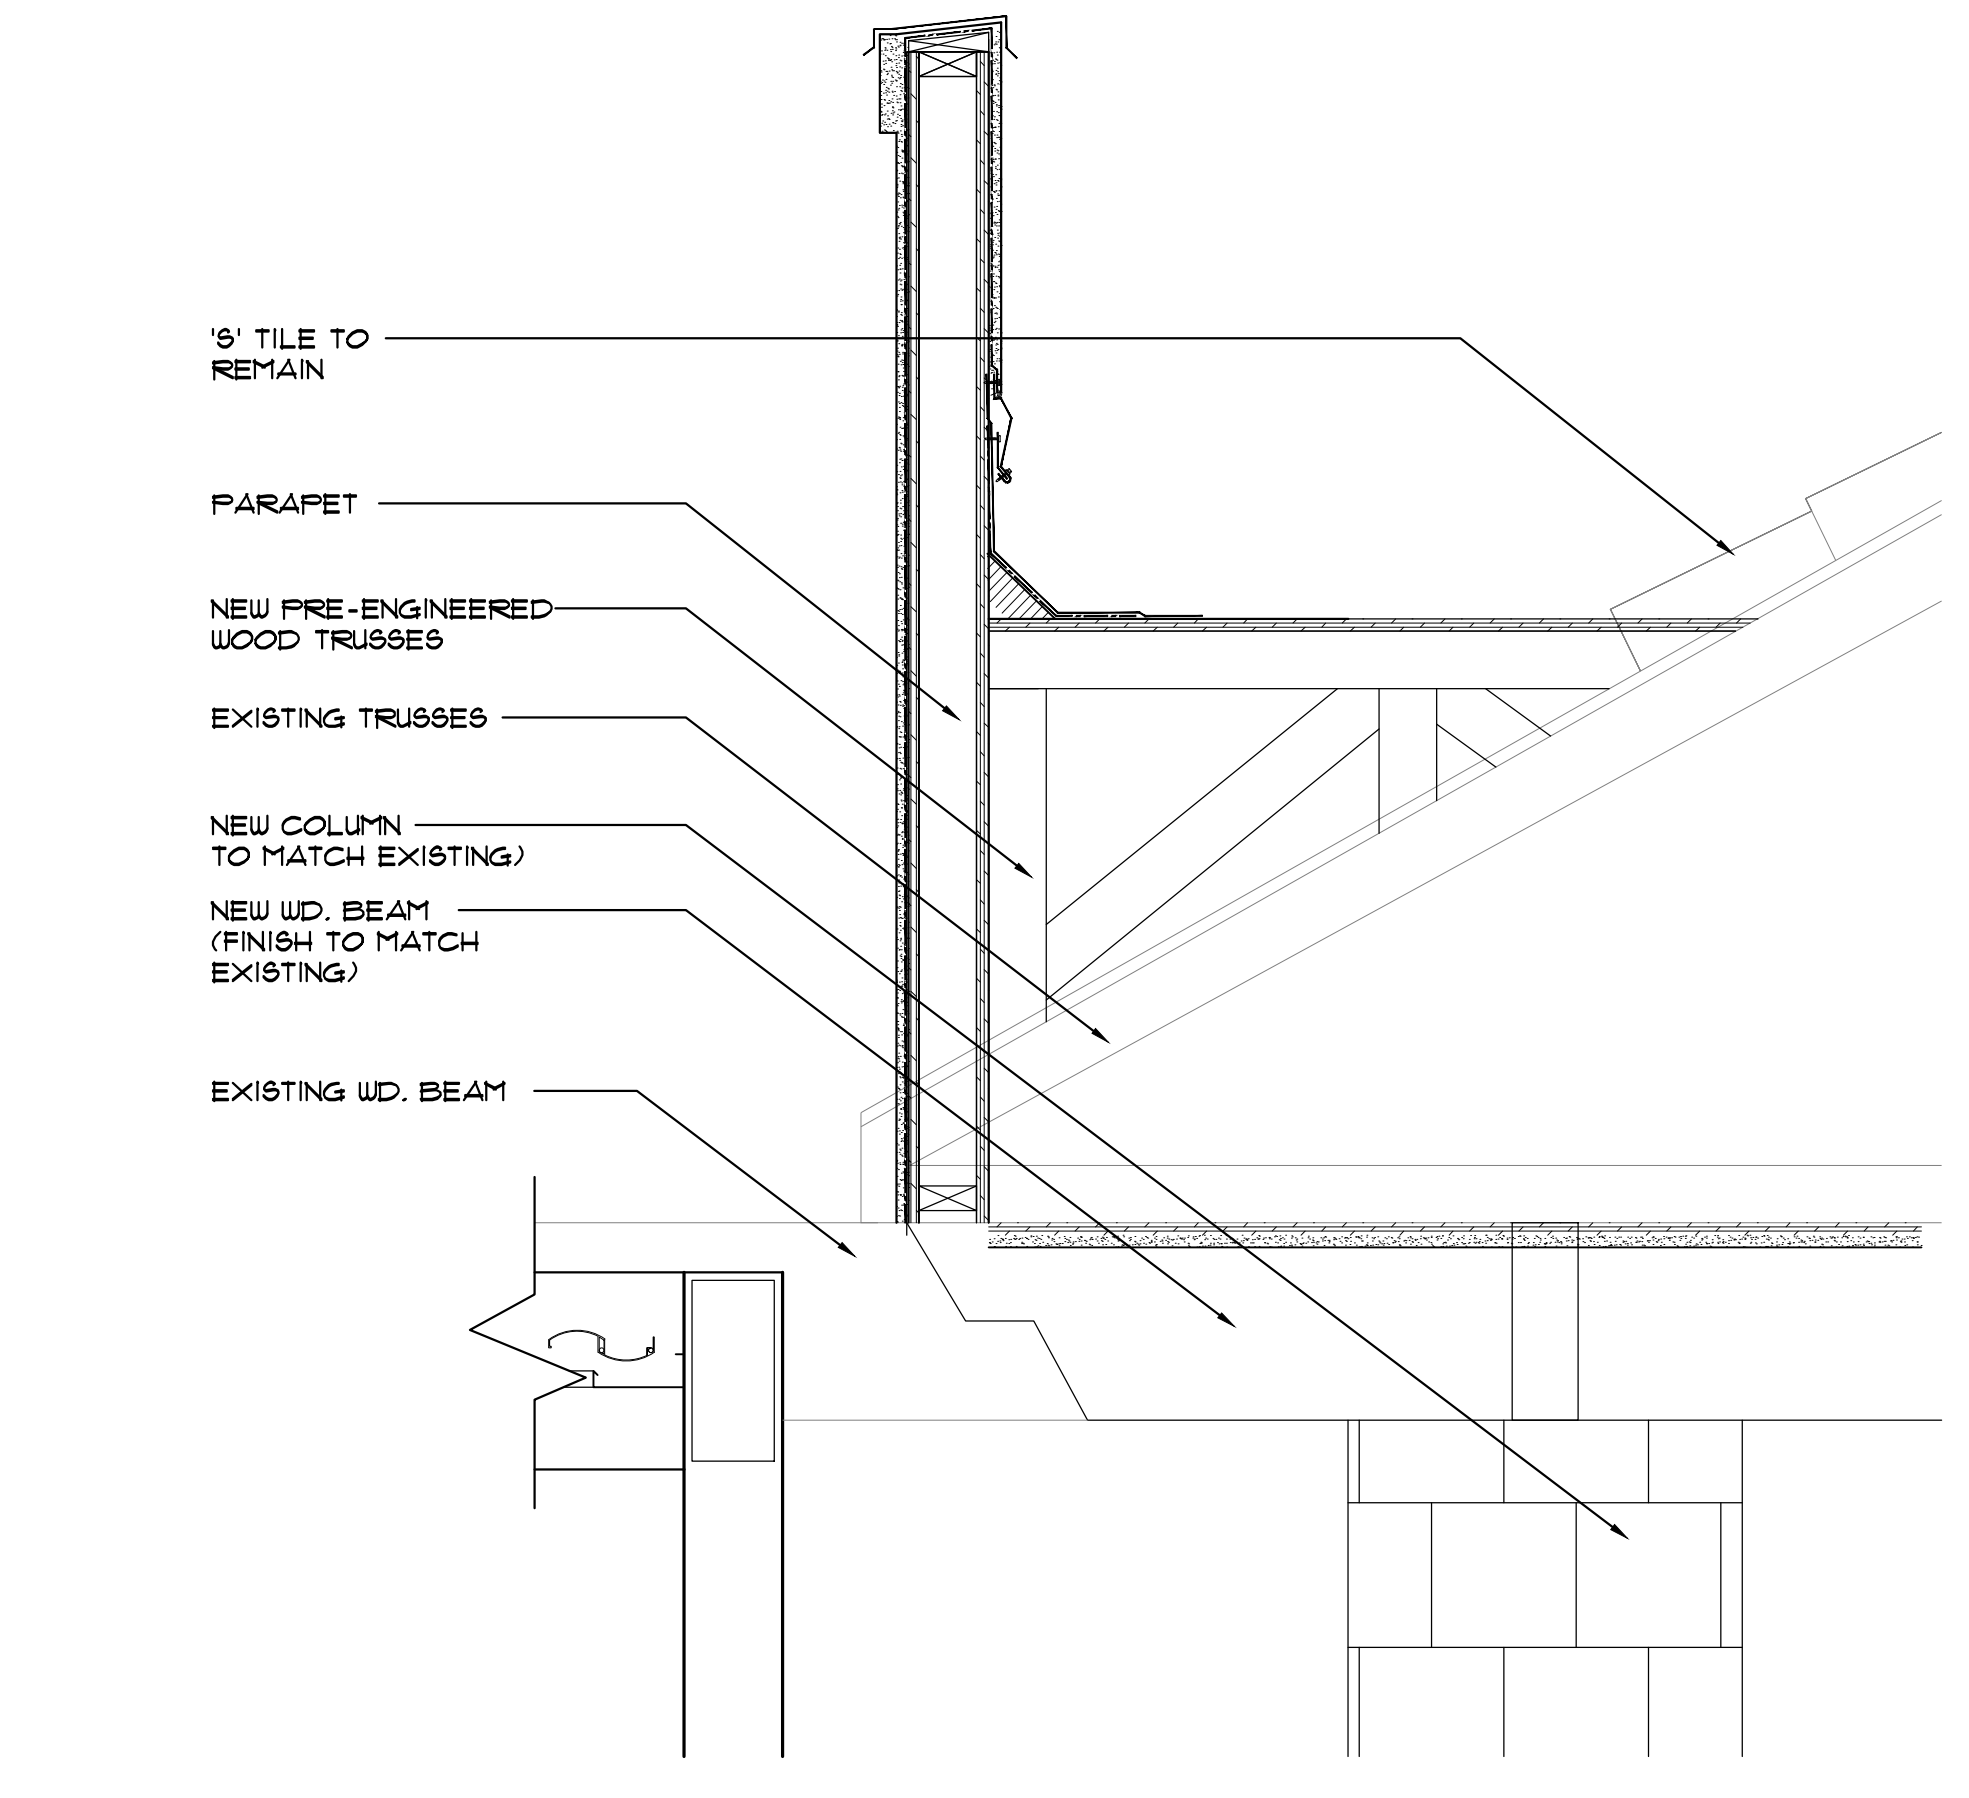 'S' TILE TO
REMAIN
PARAPET
NEW PRE-ENGINEERED
WOOD TRUSSES
EXISTING TRUSSES
NEW COLUMN
TO MATCH EXISTING)
NEW WD. BEAM
(FINISH TO MATCH
EXISTING)
EXISTING WD. BEAM